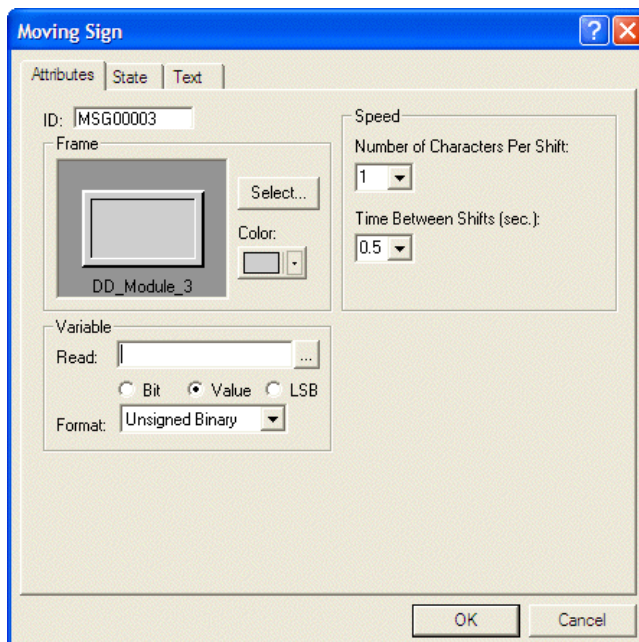 Moving Sign
Attributes State Text
ID: MSG00003
Frame
Select...
Color:
DD_Module_3
Variable
Read: ...
Bit Value LSB
Format: Unsigned Binary
Speed
Number of Characters Per Shift:
1
Time Between Shifts (sec.):
0.5
OK Cancel